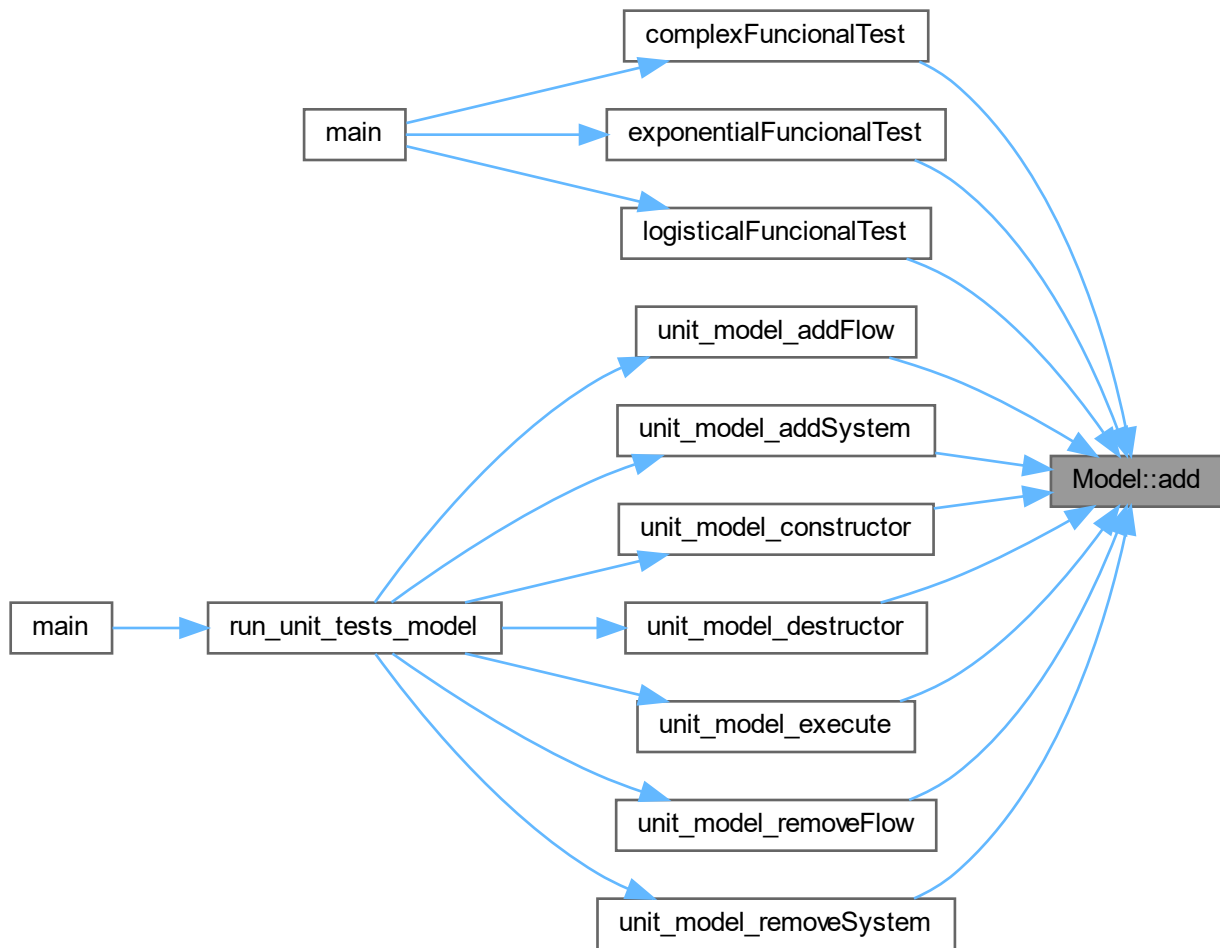 complexFuncionalTest
main
exponentialFuncionalTest
logisticalFuncionalTest
unit_model_addFlow
unit_model_addSystem
Model::add
unit_model_constructor
main
run_unit_tests_model
unit_model_destructor
unit_model_execute
unit_model_removeFlow
unit_model_removeSystem